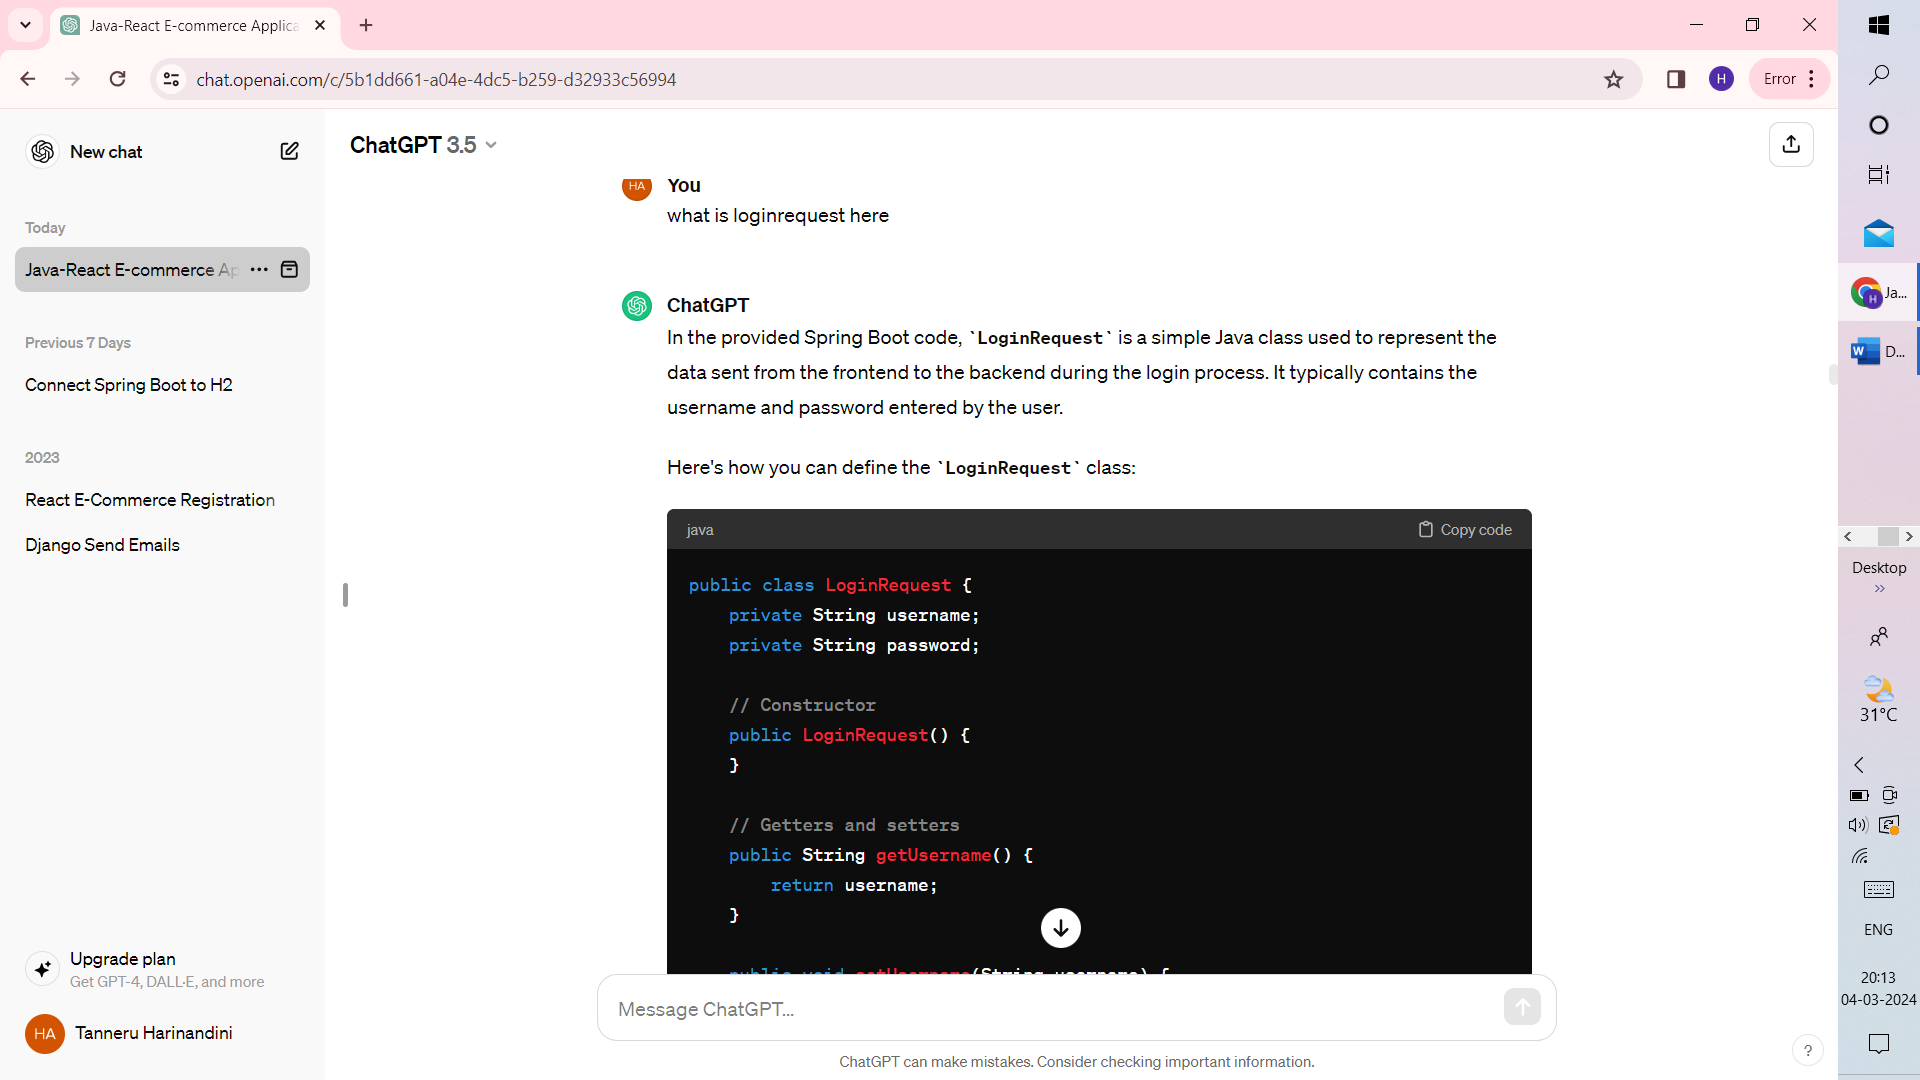 Java-React E-commerce Applica
chat.openai.com/c/5b1dd661-a04e-4dc5-b259-d32933c56994
H
Error
New chat
Today
Java-React E-commerce Ap
Previous 7 Days
Connect Spring Boot to H2
2023
React E-Commerce Registration
Django Send Emails
Upgrade plan
Get GPT-4, DALL·E, and more
HA
Tanneru Harinandini
ChatGPT 3.5
HA
You
what is loginrequest here
ChatGPT
In the provided Spring Boot code, `LoginRequest` is a simple Java class used to represent the
data sent from the frontend to the backend during the login process. It typically contains the
username and password entered by the user.
Here's how you can define the `LoginRequest` class:
java
Copy code
public class LoginRequest {
    private String username;
    private String password;
    // Constructor
    public LoginRequest() {
    }
    // Getters and setters
    public String getUsername() {
        return username;
    }
    public void setUsername(String username) {
Message ChatGPT...
ChatGPT can make mistakes. Consider checking important information.
?
H
Ja...
W
D...
Desktop
31°C
ENG
20:13
04-03-2024